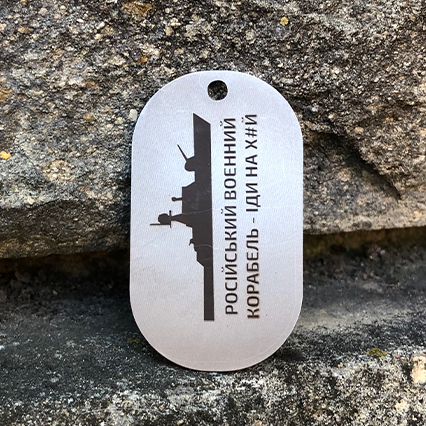 РОСІЙСЬКИЙ ВОЕННИЙ
КОРАБЕЛЬ - ІДИ НА Х#Й